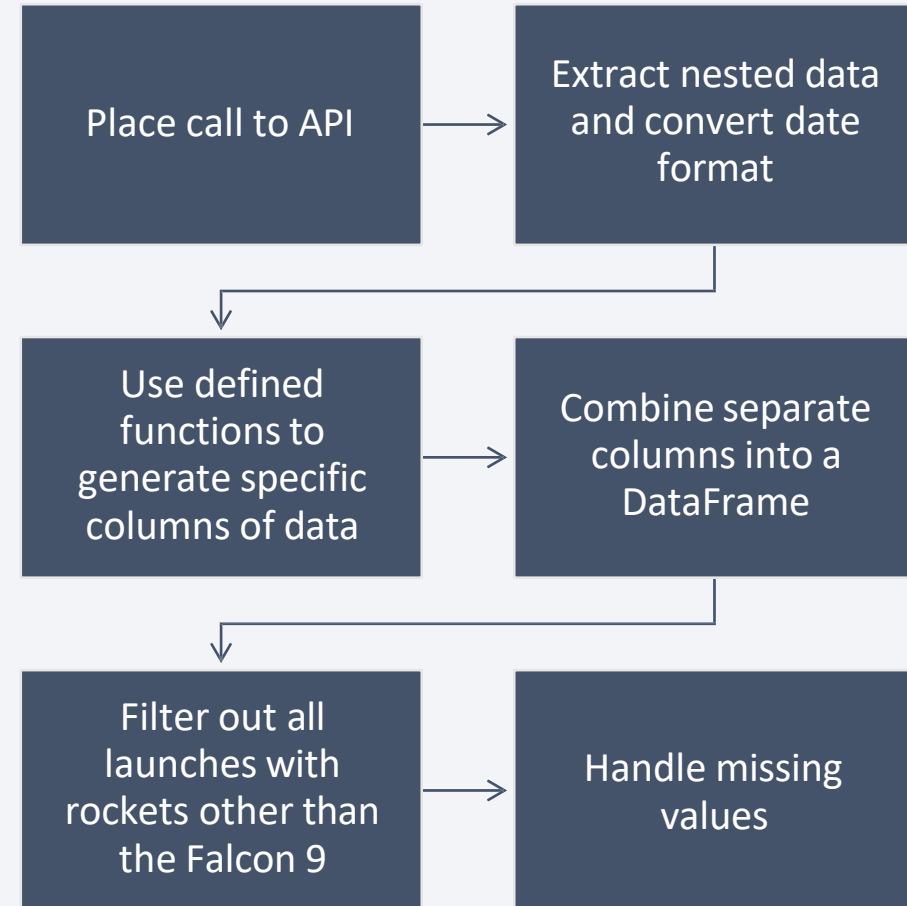 Place call to API
Extract nested data
and convert date
format
Use defined
functions to
generate specific
columns of data
Combine separate
columns into a
DataFrame
Filter out all
launches with
rockets other than
the Falcon 9
Handle missing
values